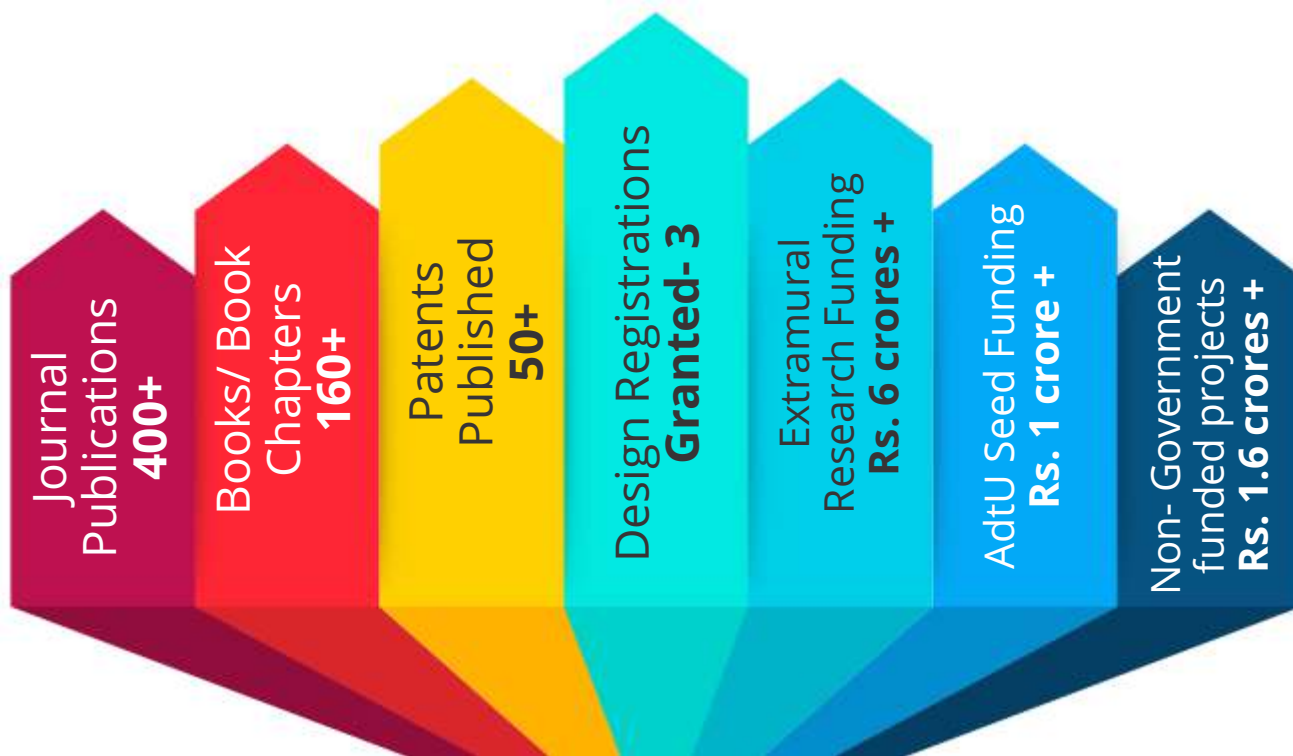 Journal
Publications
400+
Books/ Book
Chapters
160+
Patents
Published
50+
Design Registrations
Granted- 3
Extramural
Research Funding
Rs. 6 crores +
AdtU Seed Funding
Rs. 1 crore +
Non- Government
funded projects
Rs. 1.6 crores +